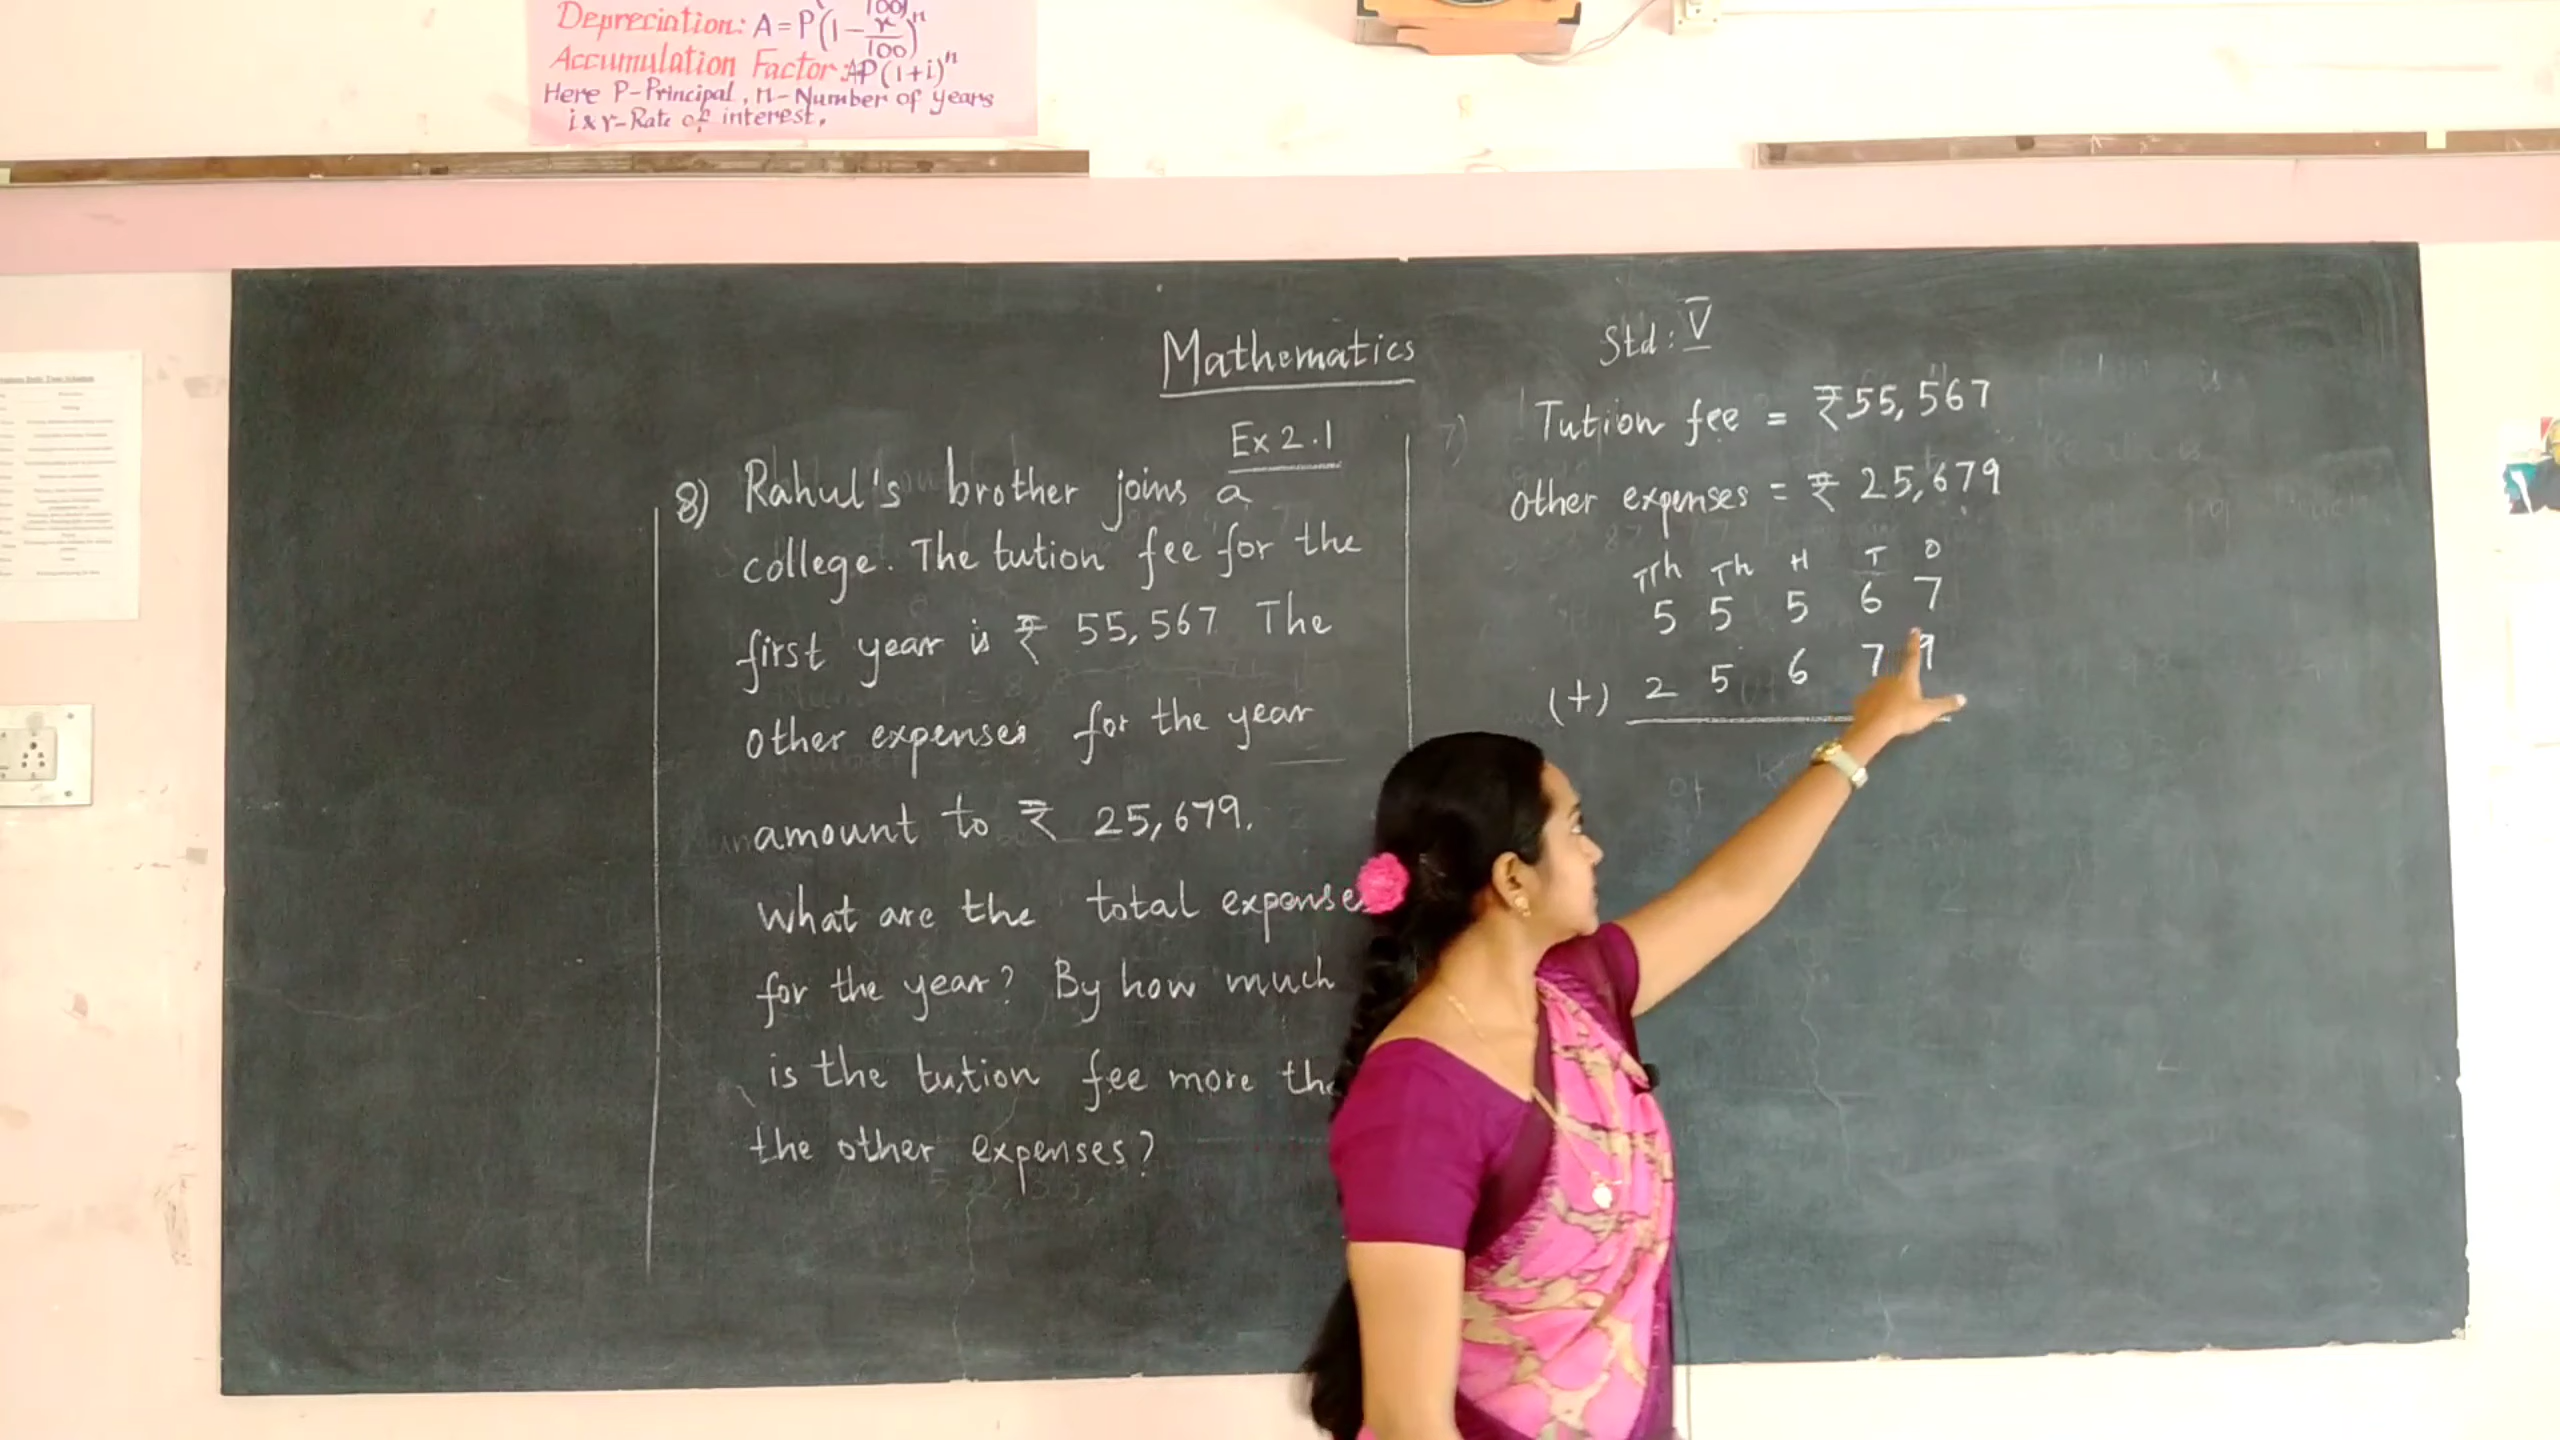 Depreciation: A=P(1-r/100)ⁿ
Accumulation Factor: AP(1+i)ⁿ
Here P-Principal, n-Number of years
i & r-Rate of interest.
Mathematics
Std: V
Ex 2.1
8) Rahul's brother joins a
college. The tution fee for the
first year is ₹ 55,567 The
other expenses for the year
amount to ₹ 25,679.
What are the total expense
for the year? By how much
is the tution fee more tha
the other expenses?
7)
Tution fee = ₹55,567
other expenses = ₹ 25,679
TTh Th H T O
5 5 5 6 7
(+) 2 5 6 7 9